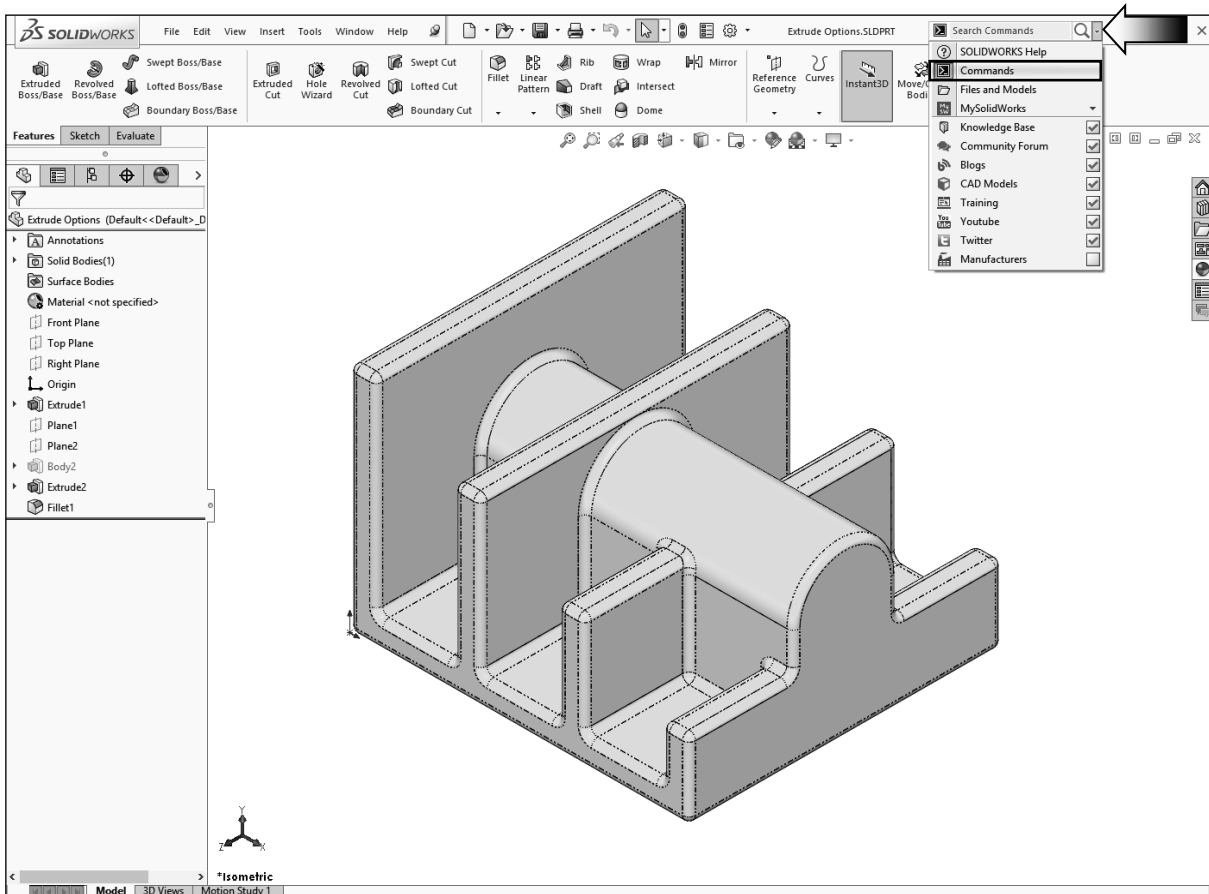 SOLIDWORKS File Edit View Insert Tools Window Help Extrude Options.SLDPRT Search Commands
Extruded Boss/Base
Revolved Boss/Base
Swept Boss/Base
Lofted Boss/Base
Boundary Boss/Base
Extruded Cut
Hole Wizard
Revolved Cut
Swept Cut
Lofted Cut
Boundary Cut
Fillet
Linear Pattern
Rib
Draft
Shell
Wrap
Intersect
Dome
Mirror
Reference Geometry
Curves
Instant3D
Move/C
Bodi
SOLIDWORKS Help
Commands
Files and Models
MySolidWorks
Knowledge Base
Community Forum
Blogs
CAD Models
Training
Youtube
Twitter
Manufacturers
Features Sketch Evaluate
Extrude Options (Default<<Default>_D
Annotations
Solid Bodies(1)
Surface Bodies
Material <not specified>
Front Plane
Top Plane
Right Plane
Origin
Extrude1
Plane1
Plane2
Body2
Extrude2
Fillet1
Y
Z
X
*Isometric
Model 3D Views Motion Study 1